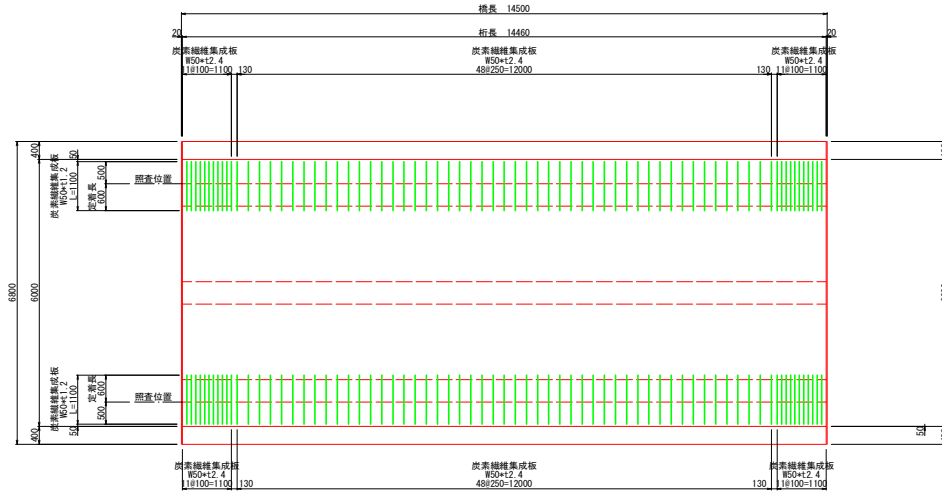 橋長 14500
20
桁長 14460
20
炭素繊維集成板
W50*t2.4
11@100=1100
130
炭素繊維集成板
W50*t2.4
48@250=12000
130
炭素繊維集成板
W50*t2.4
11@100=1100
400
50
炭素繊維集成板
W50*t1.2
L=1100
定着長
500
600
照査位置
6800
6000
炭素繊維集成板
W50*t1.2
L=1100
定着長
600
500
照査位置
400
50
50
炭素繊維集成板
W50*t2.4
11@100=1100
130
炭素繊維集成板
W50*t2.4
48@250=12000
130
炭素繊維集成板
W50*t2.4
11@100=1100